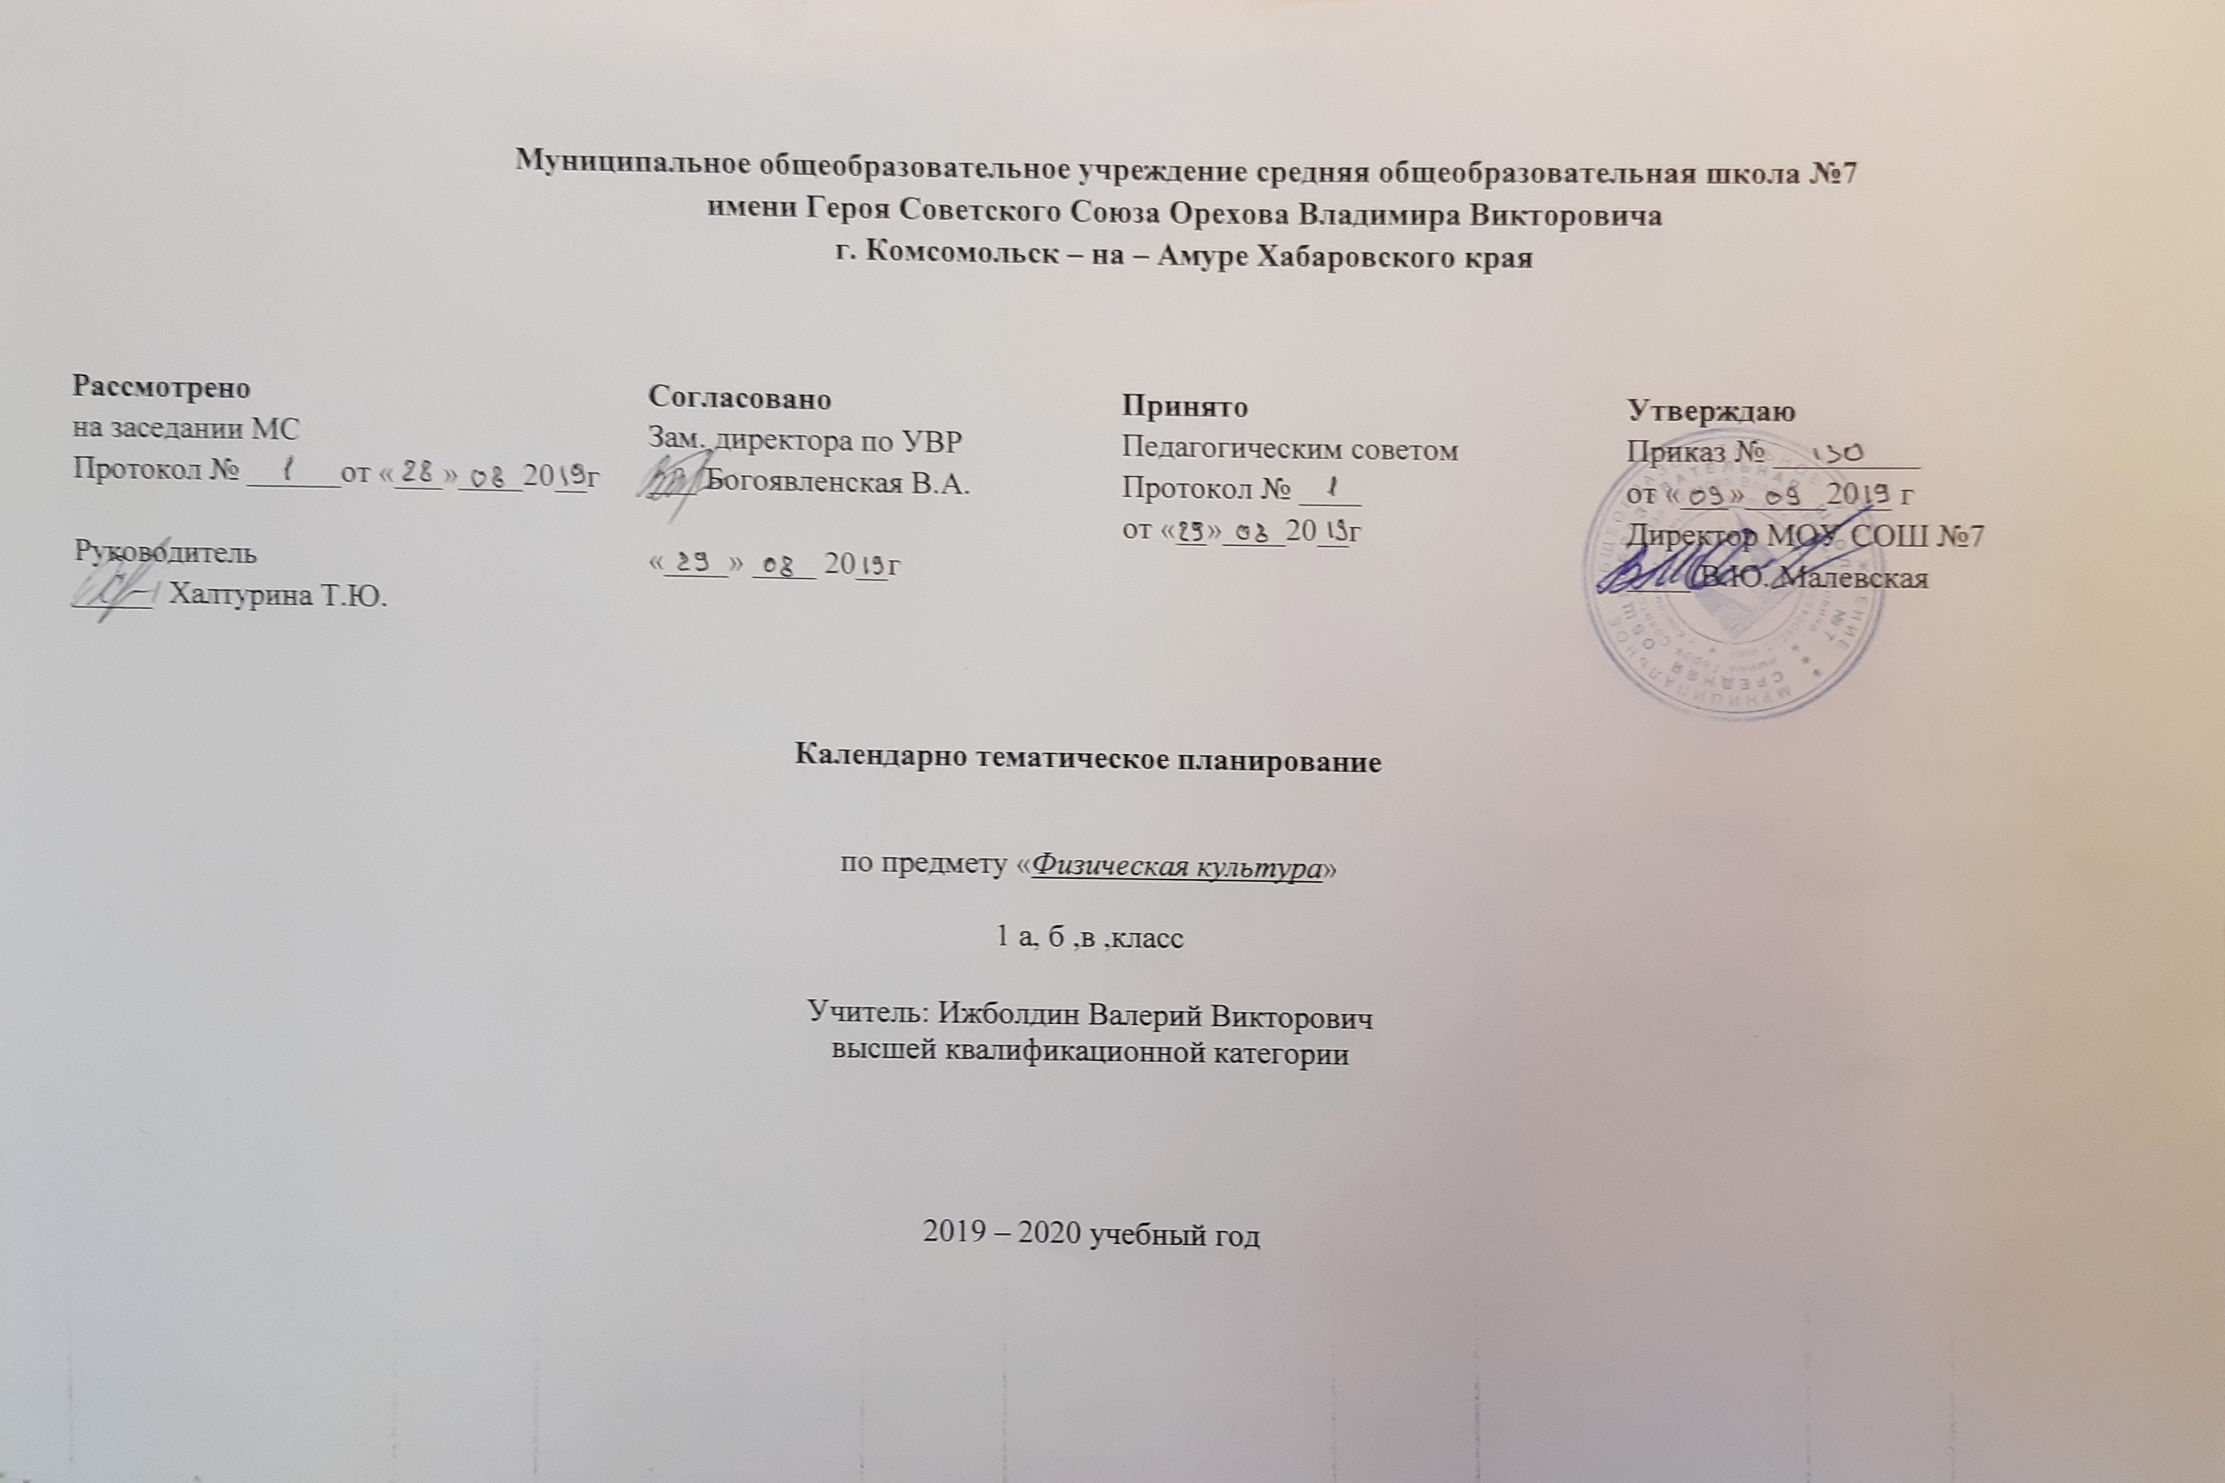 Муниципальное общеобразовательное учреждение средняя общеобразовательная школа №7
имени Героя Советского Союза Орехова Владимира Викторовича
г. Комсомольск – на – Амуре Хабаровского края
Рассмотрено
на заседании МС
Протокол № 1 от «28» 08 2019г
Руководитель
Халтурина Т.Ю.
Согласовано
Зам. директора по УВР
Богоявленская В.А.
«29» 08 2019г
Принято
Педагогическим советом
Протокол № 1
от «29» 08 2019г
Утверждаю
Приказ № 130
от «09» 09 2019 г
Директор МОУ СОШ №7
В.Ю. Малевская
Календарно тематическое планирование
по предмету «Физическая культура»
1 а, б ,в ,класс
Учитель: Ижболдин Валерий Викторович
высшей квалификационной категории
2019 – 2020 учебный год